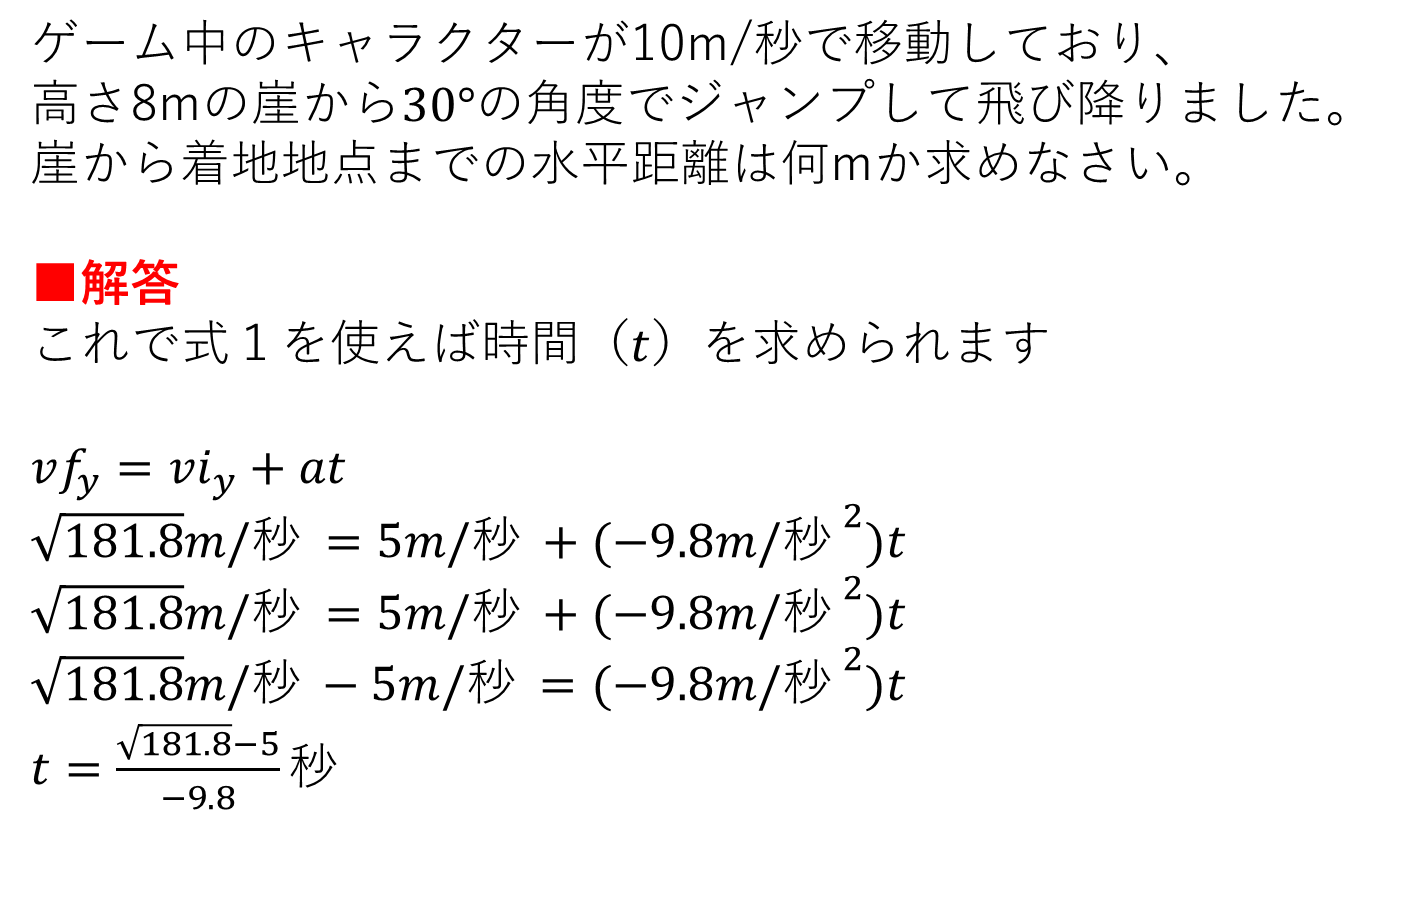 ゲーム中のキャラクターが10m/秒で移動しており、
高さ8mの崖から30°の角度でジャンプして飛び降りました。
崖から着地地点までの水平距離は何mか求めなさい。
■解答
これで式１を使えば時間（t）を求められます
vf_y = vi_y + at
√181.8m/秒 = 5m/秒 + (−9.8m/秒²)t
√181.8m/秒 = 5m/秒 + (−9.8m/秒²)t
√181.8m/秒 − 5m/秒 = (−9.8m/秒²)t
t = (√181.8−5)/(−9.8) 秒